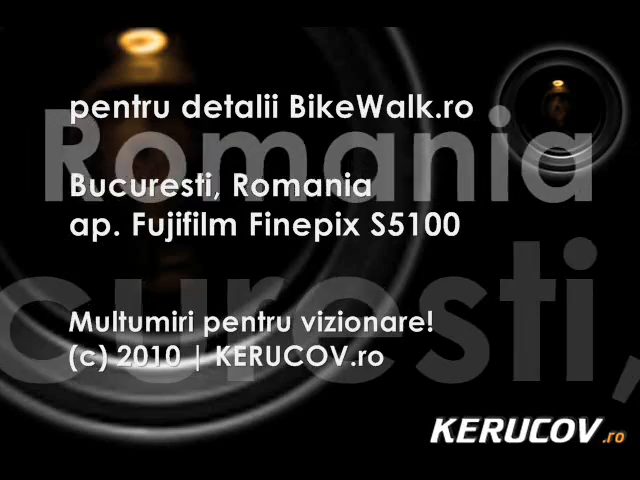 pentru detalii BikeWalk.ro
Romania
Bucuresti, Romania
ap. Fujifilm Finepix S5100
curesti,
Multumiri pentru vizionare!
(c) 2010 | KERUCOV.ro
KERUCOV.ro